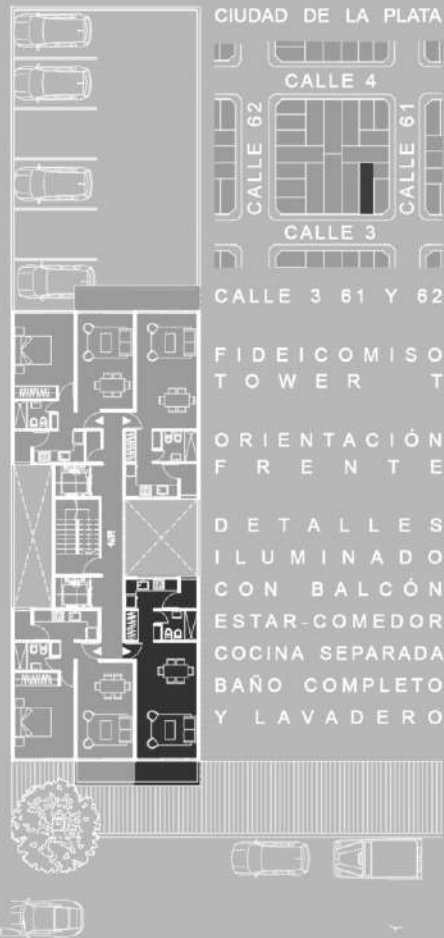 CIUDAD DE LA PLATA
CALLE 4
CALLE 62
CALLE 61
CALLE 3
CALLE 3 61 Y 62
FIDEICOMISO
TOWER T
ORIENTACIÓN
FRENTE
DETALLES
ILUMINADO
CON BALCÓN
ESTAR-COMEDOR
COCINA SEPARADA
BAÑO COMPLETO
Y LAVADERO